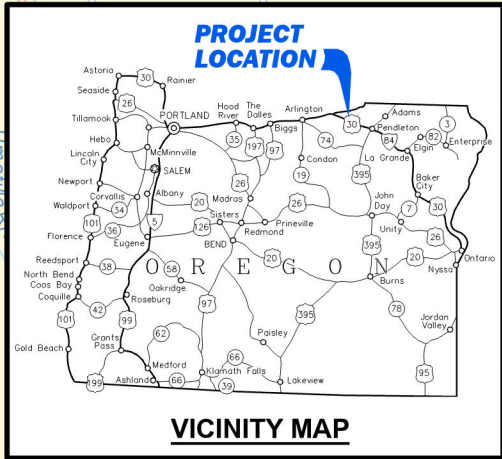 PROJECT
LOCATION
Astoria
30
Rainier
Seaside
26
Tillamook
PORTLAND
Hood
River
The
Dalles
Arlington
30
Adams
3
Hebo
35
197
97
Biggs
74
Pendleton
84
82
Elgin
Enterprise
Lincoln
City
McMinnville
SALEM
Condon
La Grande
19
395
Baker
City
Newport
Albany
26
Madras
Corvallis
Waldport
34
20
Sisters
26
John
Day
7
30
101
36
126
5
Prineville
Redmond
Unity
26
Florence
Eugene
BEND
395
20
Ontario
Reedsport
38
OREGON
58
20
Nyssa
North Bend
Coos Bay
Coquille
Oakridge
Burns
42
Roseburg
97
78
101
99
395
Jordan
Valley
Gold Beach
Grants
Pass
62
Paisley
66
Medford
95
199
Ashland
66
Klamath Falls
39
Lakeview
VICINITY MAP